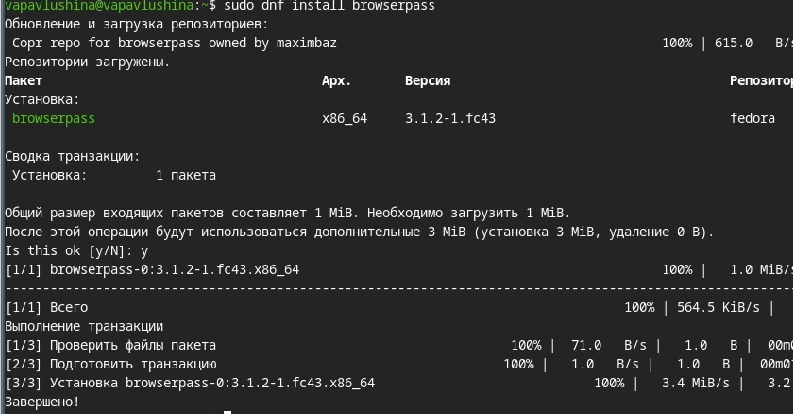 vapavlushina@vapavlushina:~$ sudo dnf install browserpass
Обновление и загрузка репозиториев:
Copr repo for browserpass owned by maximbaz 100% | 615.0 B/s
Репозитории загружены.
Пакет Арх. Версия Репозитор
Установка:
browserpass x86_64 3.1.2-1.fc43 fedora
Сводка транзакции:
Установка: 1 пакета
Общий размер входящих пакетов составляет 1 MiB. Необходимо загрузить 1 MiB.
После этой операции будут использоваться дополнительные 3 MiB (установка 3 MiB, удаление 0 B).
Is this ok [y/N]: y
[1/1] browserpass-0:3.1.2-1.fc43.x86_64 100% | 1.0 MiB/s
[1/1] Всего 100% | 564.5 KiB/s |
Выполнение транзакции
[1/3] Проверить файлы пакета 100% | 71.0 B/s | 1.0 B | 00m0
[2/3] Подготовить транзакцию 100% | 1.0 B/s | 1.0 B | 00m01
[3/3] Установка browserpass-0:3.1.2-1.fc43.x86_64 100% | 3.4 MiB/s | 3.2
Завершено!